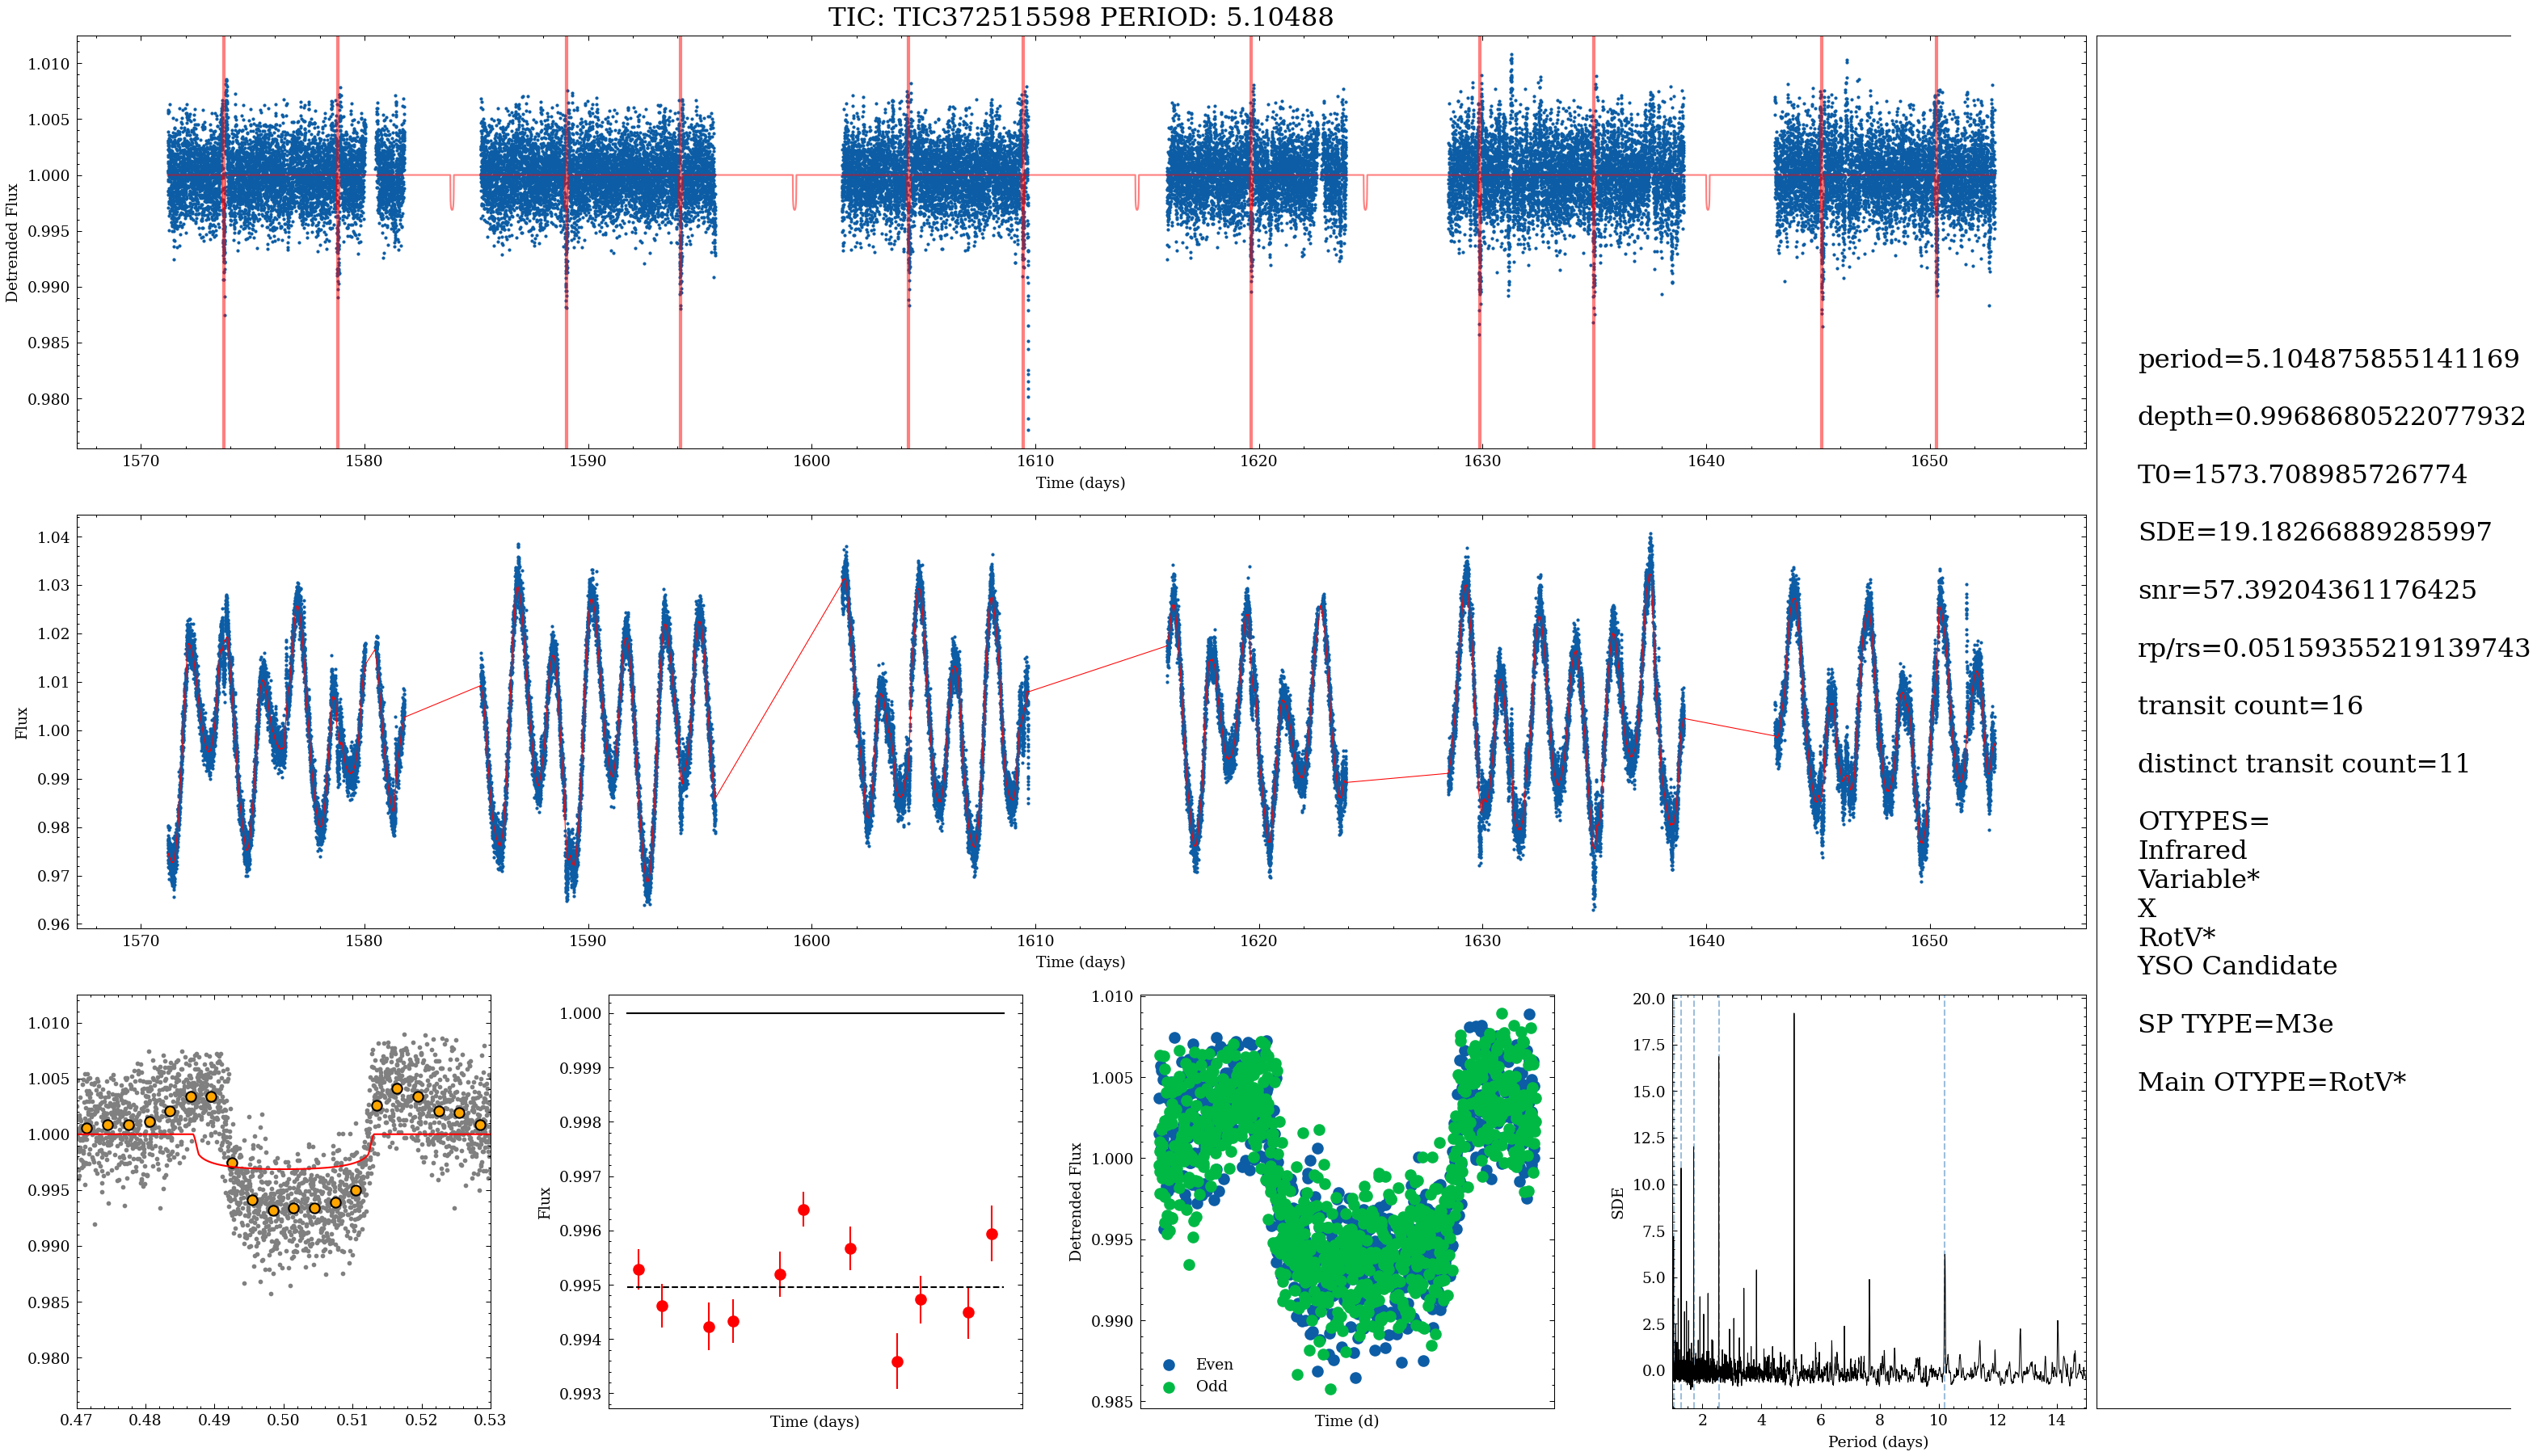 TIC: TIC372515598 PERIOD: 5.10488
1.010
1.005
1.000
0.995
0.990
0.985
0.980
Detrended Flux
1570 1580 1590 1600 1610 1620 1630 1640 1650
Time (days)
1.04
1.03
1.02
1.01
1.00
0.99
0.98
0.97
0.96
Flux
1570 1580 1590 1600 1610 1620 1630 1640 1650
Time (days)
1.010
1.005
1.000
0.995
0.990
0.985
0.980
0.47 0.48 0.49 0.50 0.51 0.52 0.53
1.000
0.999
0.998
0.997
0.996
0.995
0.994
0.993
Flux
Time (days)
1.010
1.005
1.000
0.995
0.990
0.985
Detrended Flux
Even
Odd
Time (d)
20.0
17.5
15.0
12.5
10.0
7.5
5.0
2.5
0.0
SDE
2 4 6 8 10 12 14
Period (days)
period=5.104875855141169
depth=0.9968680522077932
T0=1573.708985726774
SDE=19.18266889285997
snr=57.39204361176425
rp/rs=0.05159355219139743
transit count=16
distinct transit count=11
OTYPES=
Infrared
Variable*
X
RotV*
YSO Candidate
SP TYPE=M3e
Main OTYPE=RotV*